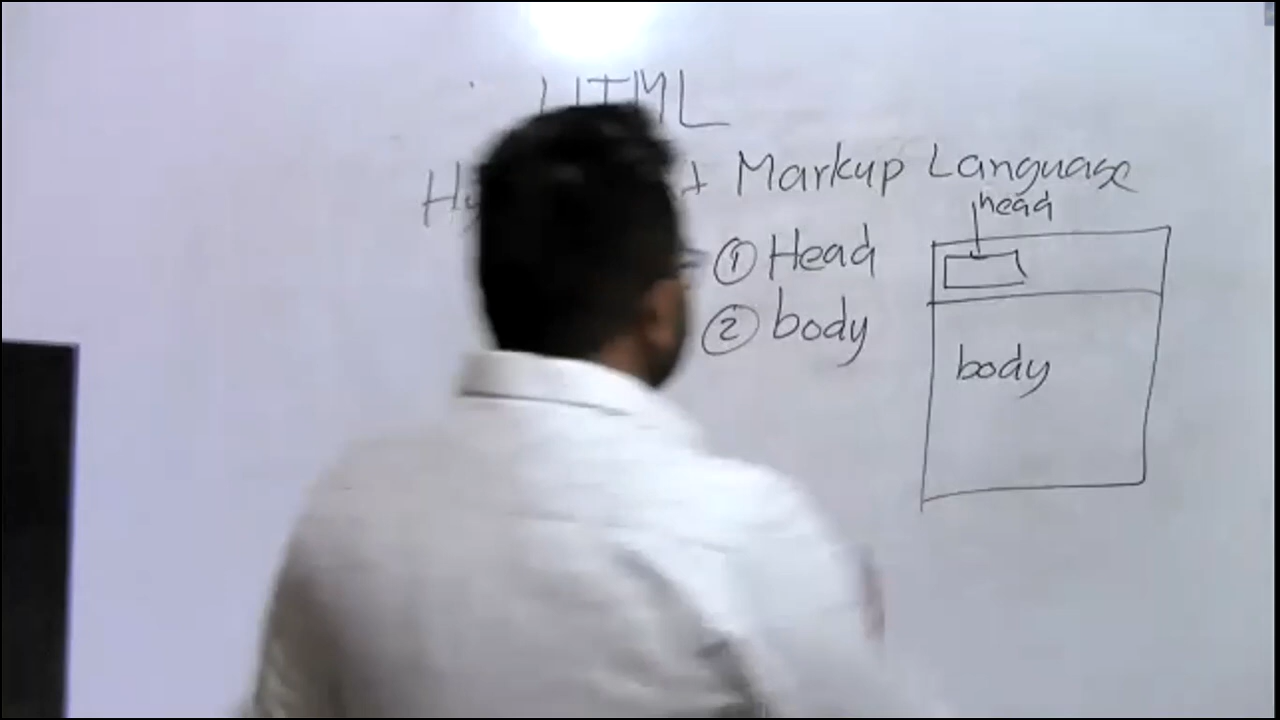 HTML
Markup Language
head
① Head
② body
body